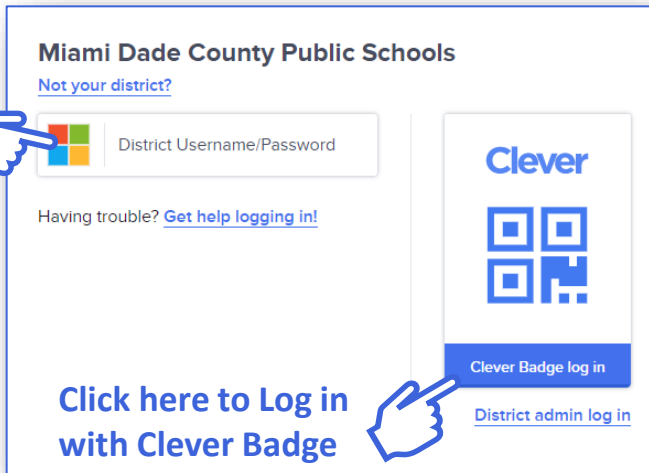 Miami Dade County Public Schools
Not your district?
District Username/Password
Having trouble? Get help logging in!
Clever
Clever Badge log in
District admin log in
Click here to Log in
with Clever Badge